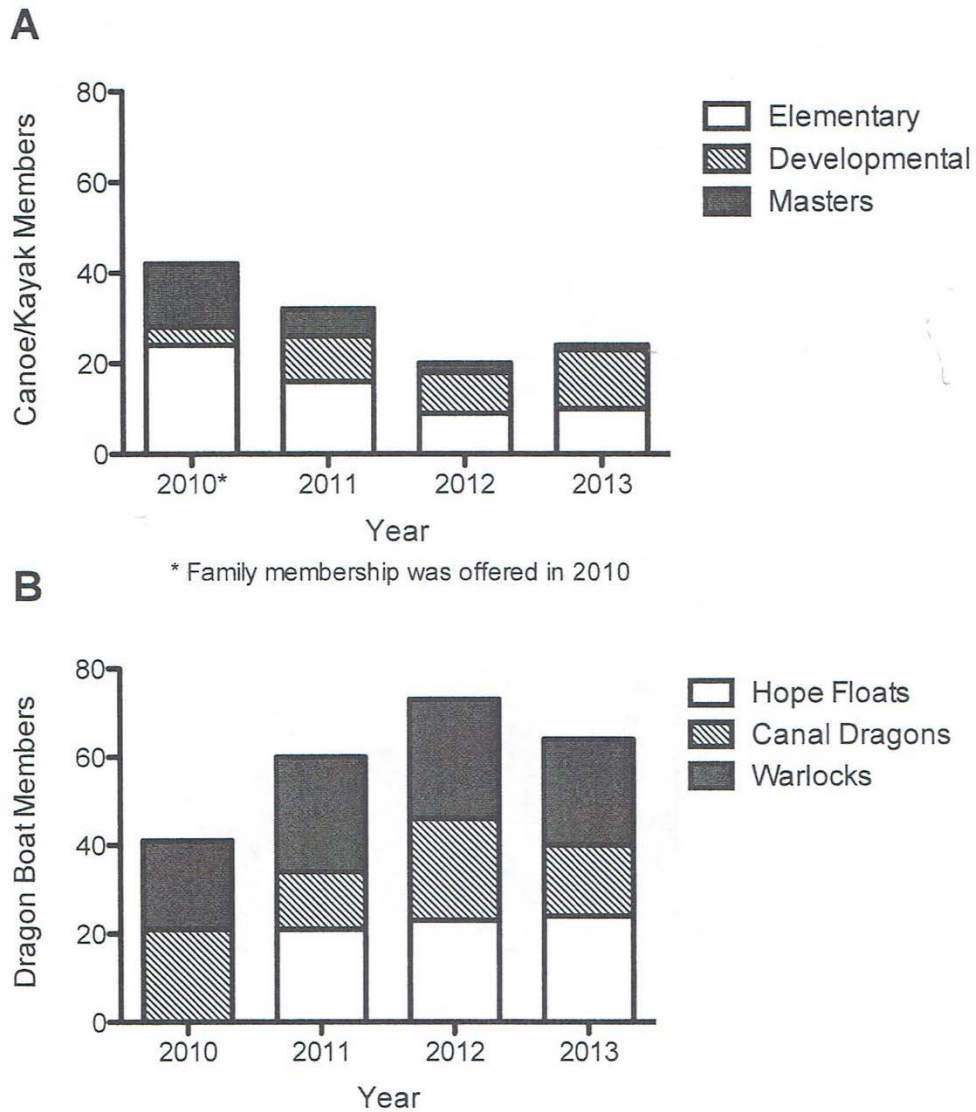 A
Canoe/Kayak Members
80
60
40
20
0
Elementary
Developmental
Masters
2010*
2011
2012
2013
Year
* Family membership was offered in 2010
B
Dragon Boat Members
80
60
40
20
0
Hope Floats
Canal Dragons
Warlocks
2010
2011
2012
2013
Year